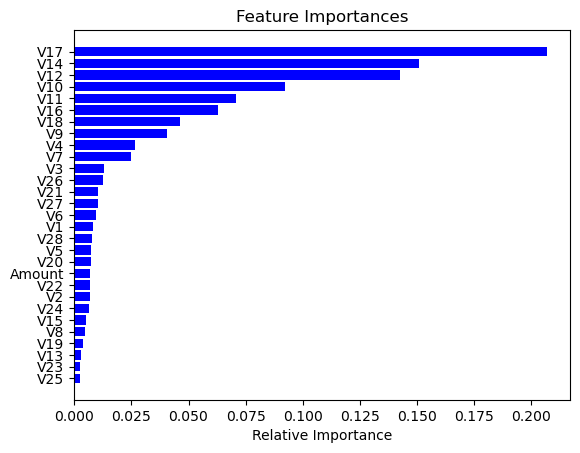 Feature Importances
V17
V14
V12
V10
V11
V16
V18
V9
V4
V7
V3
V26
V21
V27
V6
V1
V28
V5
V20
Amount
V22
V2
V24
V15
V8
V19
V13
V23
V25
0.000 0.025 0.050 0.075 0.100 0.125 0.150 0.175 0.200
Relative Importance